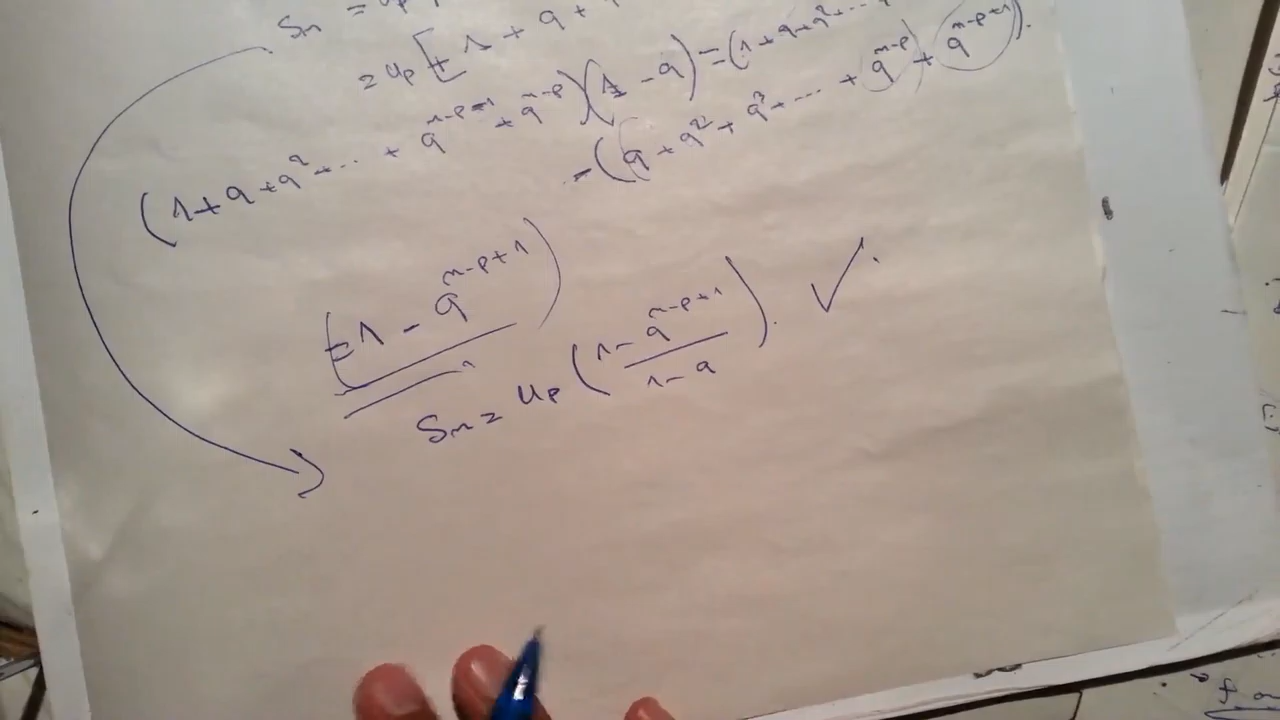 Sn = up
= up [ 1 + q +
(1 + q + q² + ... + q^{n-p-1} + q^{n-p})(1 - q) = (1 + q + q² + ... + q^{n-p})
- (q + q² + q³ + ... + q^{n-p} + q^{n-p+1}).
(= 1 - q^{n-p+1})
Sn = up ( (1 - q^{n-p+1}) / (1 - q) ). ✓.